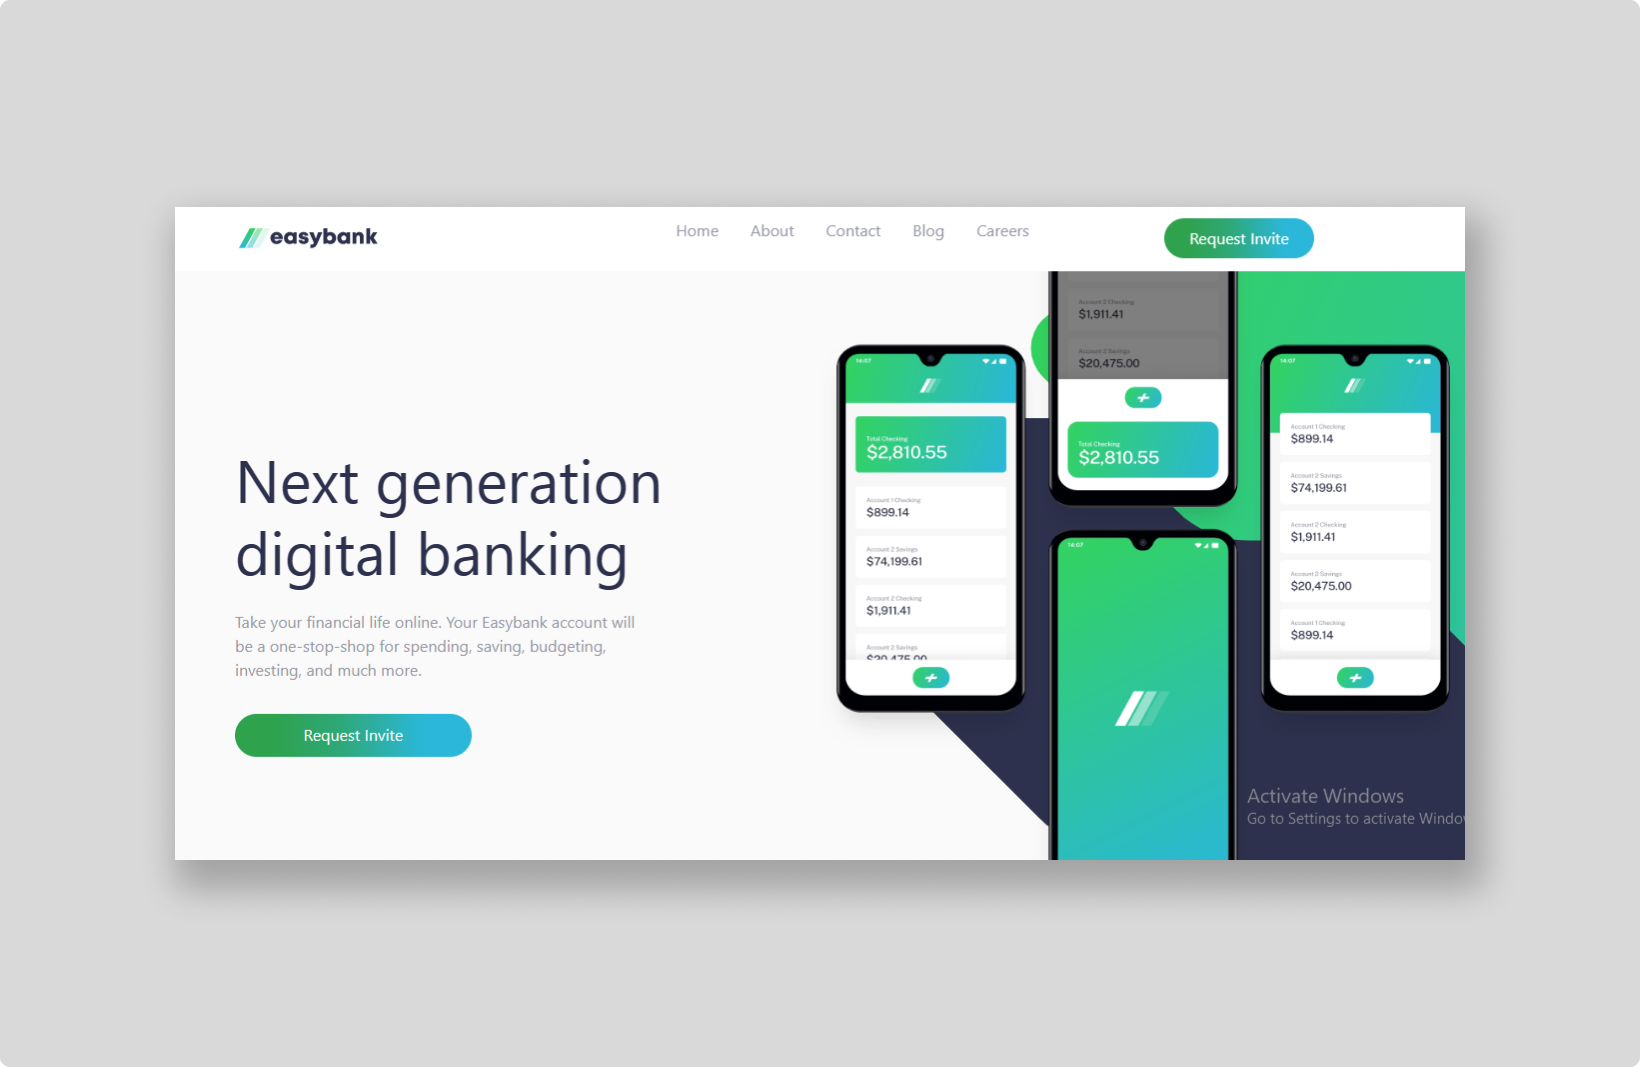 easybank
Home
About
Contact
Blog
Careers
Request Invite
Next generation
digital banking
Take your financial life online. Your Easybank account will
be a one-stop-shop for spending, saving, budgeting,
investing, and much more.
Request Invite
14:07
Total Checking
$2,810.55
Account 1 Checking
$899.14
Account 2 Savings
$74,199.61
Account 2 Checking
$1,911.41
Account 2 Savings
$20,475.00
Account 2 Checking
$1,911.41
Account 2 Savings
$20,475.00
Total Checking
$2,810.55
14:07
14:07
Account 1 Checking
$899.14
Account 2 Savings
$74,199.61
Account 2 Checking
$1,911.41
Account 2 Savings
$20,475.00
Account 1 Checking
$899.14
Activate Windows
Go to Settings to activate Windo